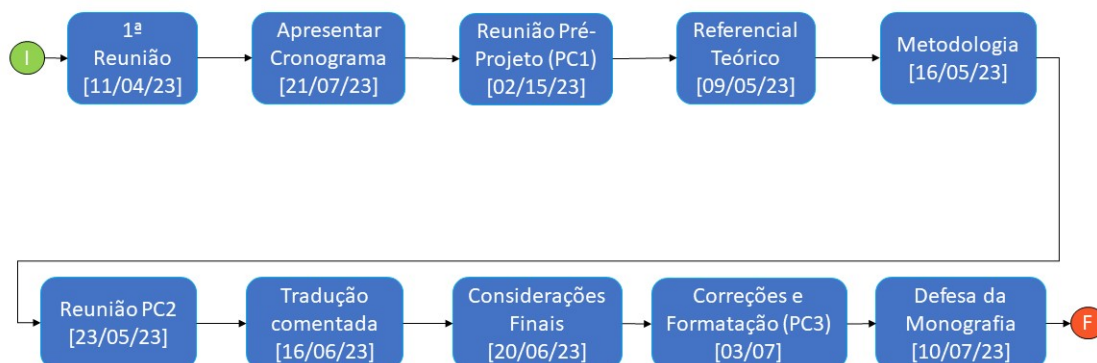 I
1ª
Reunião
[11/04/23]
Apresentar
Cronograma
[21/07/23]
Reunião Pré-
Projeto (PC1)
[02/15/23]
Referencial
Teórico
[09/05/23]
Metodologia
[16/05/23]
Reunião PC2
[23/05/23]
Tradução
comentada
[16/06/23]
Considerações
Finais
[20/06/23]
Correções e
Formatação (PC3)
[03/07]
Defesa da
Monografia
[10/07/23]
F